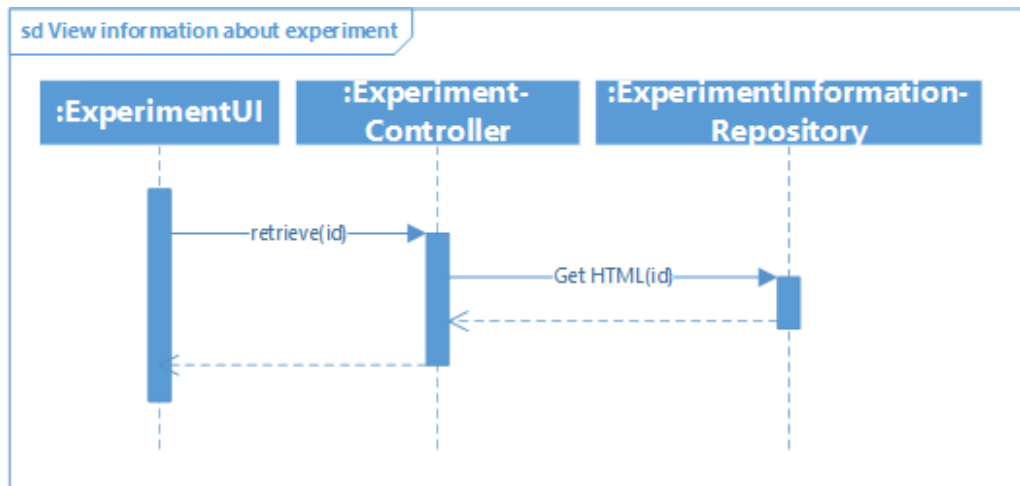 sd View information about experiment
:ExperimentUI
:Experiment-
Controller
:ExperimentInformation-
Repository
retrieve(id)
Get HTML(id)